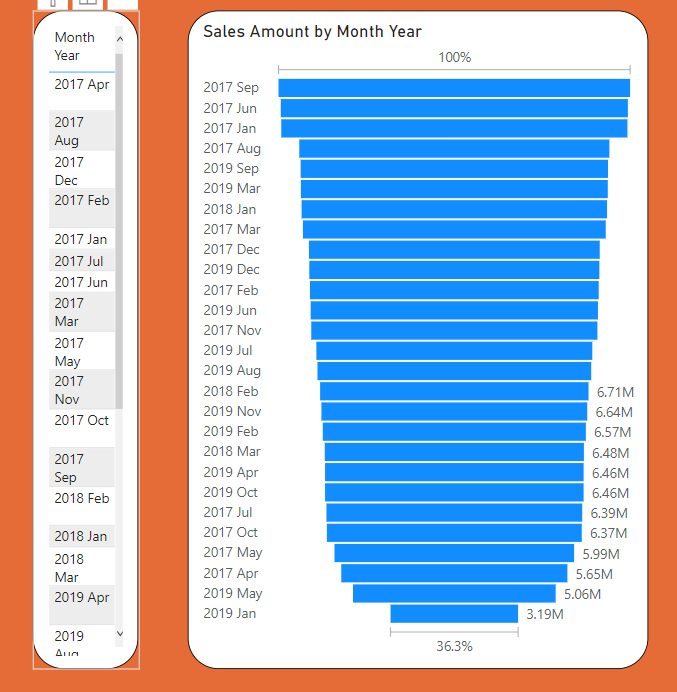 Month
Year
2017 Apr
2017
Aug
2017
Dec
2017 Feb
2017 Jan
2017 Jul
2017 Jun
2017
Mar
2017
May
2017
Nov
2017 Oct
2017
Sep
2018 Feb
2018 Jan
2018
Mar
2019 Apr
2019
Aug
Sales Amount by Month Year
100%
2017 Sep
2017 Jun
2017 Jan
2017 Aug
2019 Sep
2019 Mar
2018 Jan
2017 Mar
2017 Dec
2019 Dec
2017 Feb
2019 Jun
2017 Nov
2019 Jul
2019 Aug
2018 Feb 6.71M
2019 Nov 6.64M
2019 Feb 6.57M
2018 Mar 6.48M
2019 Apr 6.46M
2019 Oct 6.46M
2017 Jul 6.39M
2017 Oct 6.37M
2017 May 5.99M
2017 Apr 5.65M
2019 May 5.06M
2019 Jan 3.19M
36.3%